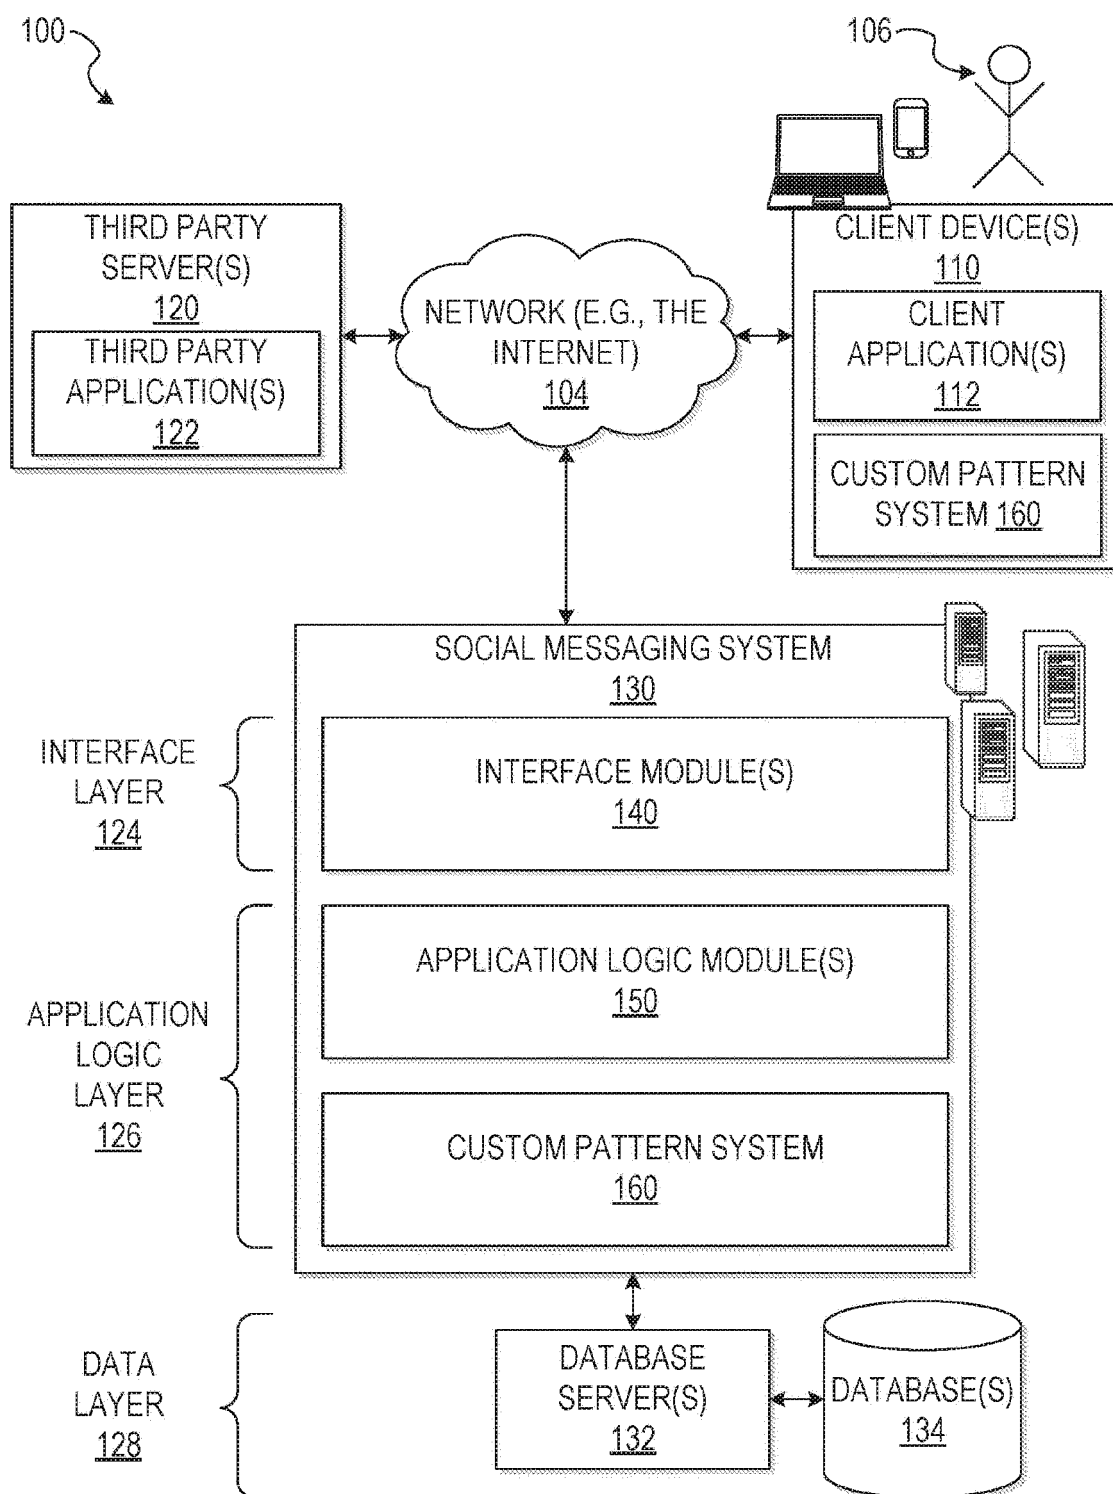 100
106
THIRD PARTY
SERVER(S)
120
THIRD PARTY
APPLICATION(S)
122
NETWORK (E.G., THE
INTERNET)
104
CLIENT DEVICE(S)
110
CLIENT
APPLICATION(S)
112
CUSTOM PATTERN
SYSTEM 160
SOCIAL MESSAGING SYSTEM
130
INTERFACE
LAYER
124
INTERFACE MODULE(S)
140
APPLICATION
LOGIC
LAYER
126
APPLICATION LOGIC MODULE(S)
150
CUSTOM PATTERN SYSTEM
160
DATA
LAYER
128
DATABASE
SERVER(S)
132
DATABASE(S)
134